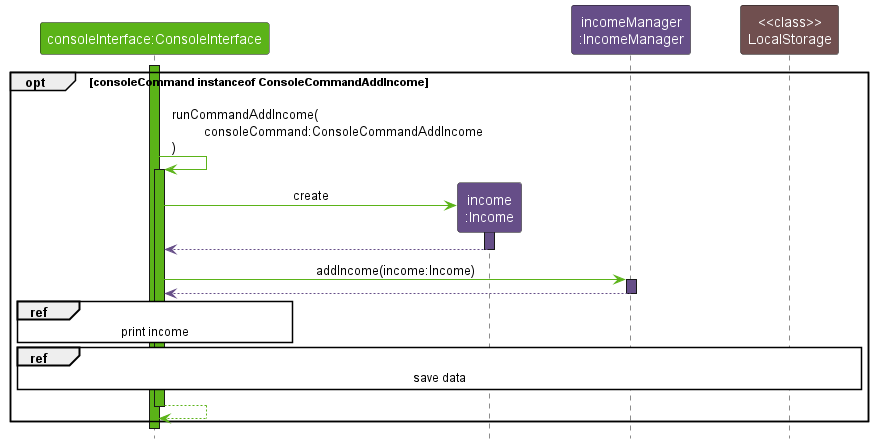 incomeManager
:IncomeManager
<<class>>
LocalStorage
consoleInterface:ConsoleInterface
opt
[consoleCommand instanceof ConsoleCommandAddIncome]
runCommandAddIncome(
consoleCommand:ConsoleCommandAddIncome
)
create
income
:Income
addIncome(income:Income)
ref
print income
ref
save data